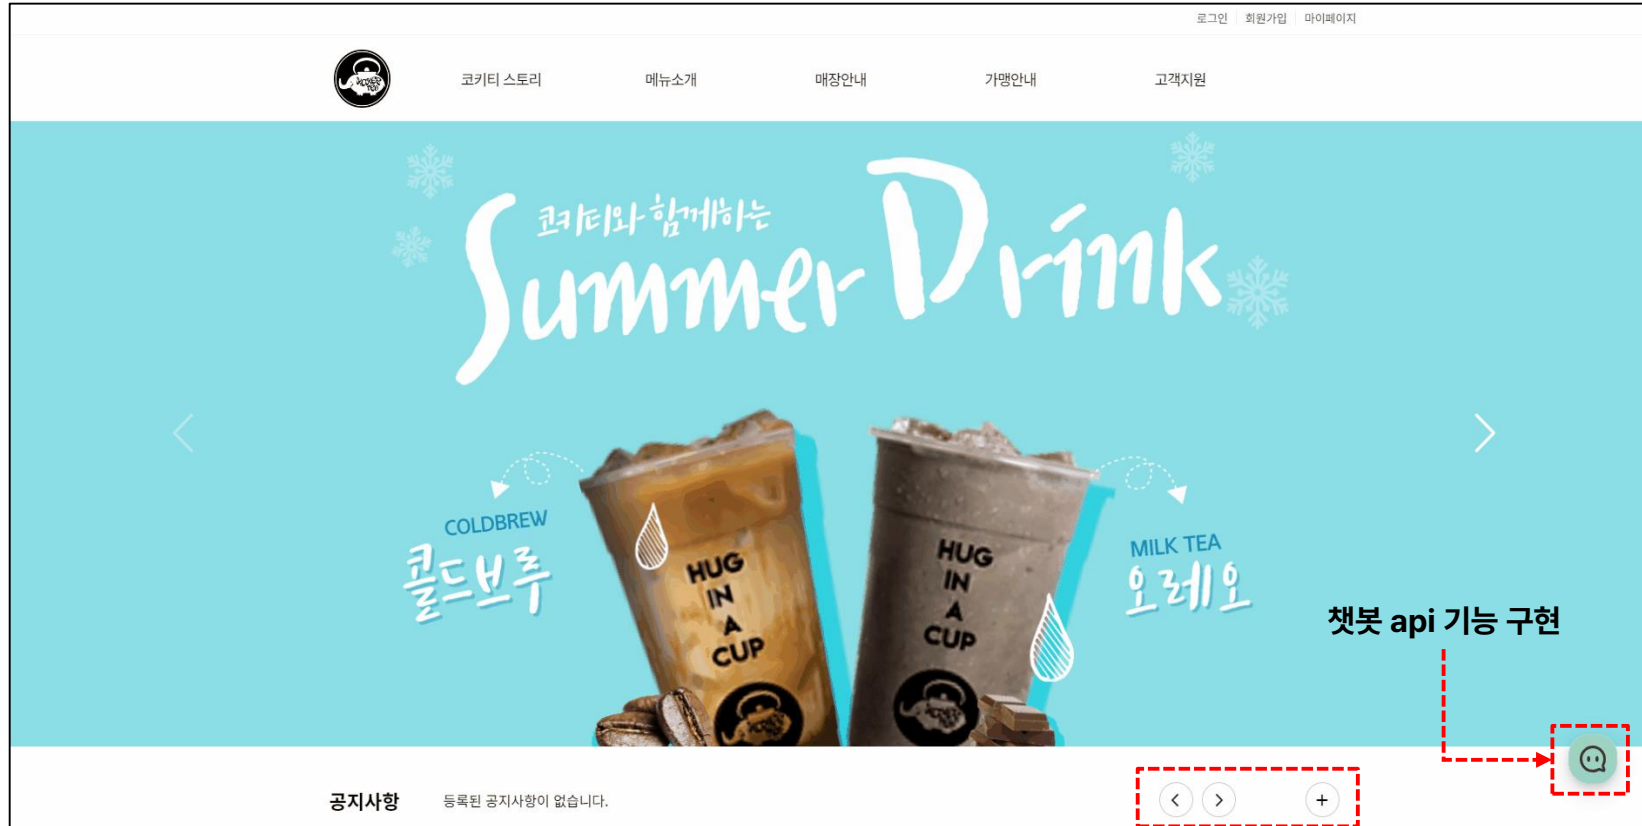 로그인 회원가입 마이페이지
코키티 스토리 메뉴소개 매장안내 가맹안내 고객지원
코키티와 함께하는
Summer Drink
COLDBREW
콜드브루
HUG
IN
A
CUP
HUG
IN
A
CUP
MILK TEA
오레오
챗봇 api 기능 구현
공지사항 등록된 공지사항이 없습니다.